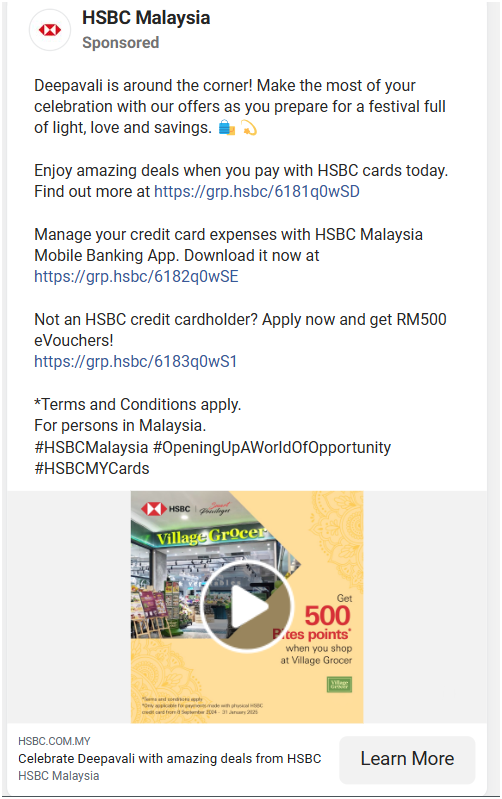 HSBC Malaysia
Sponsored
Deepavali is around the corner! Make the most of your
celebration with our offers as you prepare for a festival full
of light, love and savings. 🛍️ 💫
Enjoy amazing deals when you pay with HSBC cards today.
Find out more at https://grp.hsbc/6181q0wSD
Manage your credit card expenses with HSBC Malaysia
Mobile Banking App. Download it now at
https://grp.hsbc/6182q0wSE
Not an HSBC credit cardholder? Apply now and get RM500
eVouchers!
https://grp.hsbc/6183q0wS1
*Terms and Conditions apply.
For persons in Malaysia.
#HSBCMalaysia #OpeningUpAWorldOfOpportunity
#HSBCMYCards
HSBC
Smart
Privileges
Village Grocer
Get
500
Bites points*
when you shop
at Village Grocer
Village
Grocer
*Terms and conditions apply
*Only applicable for payments made with physical HSBC
credit card from 8 September 2024 - 31 January 2025
HSBC.COM.MY
Celebrate Deepavali with amazing deals from HSBC
HSBC Malaysia
Learn More